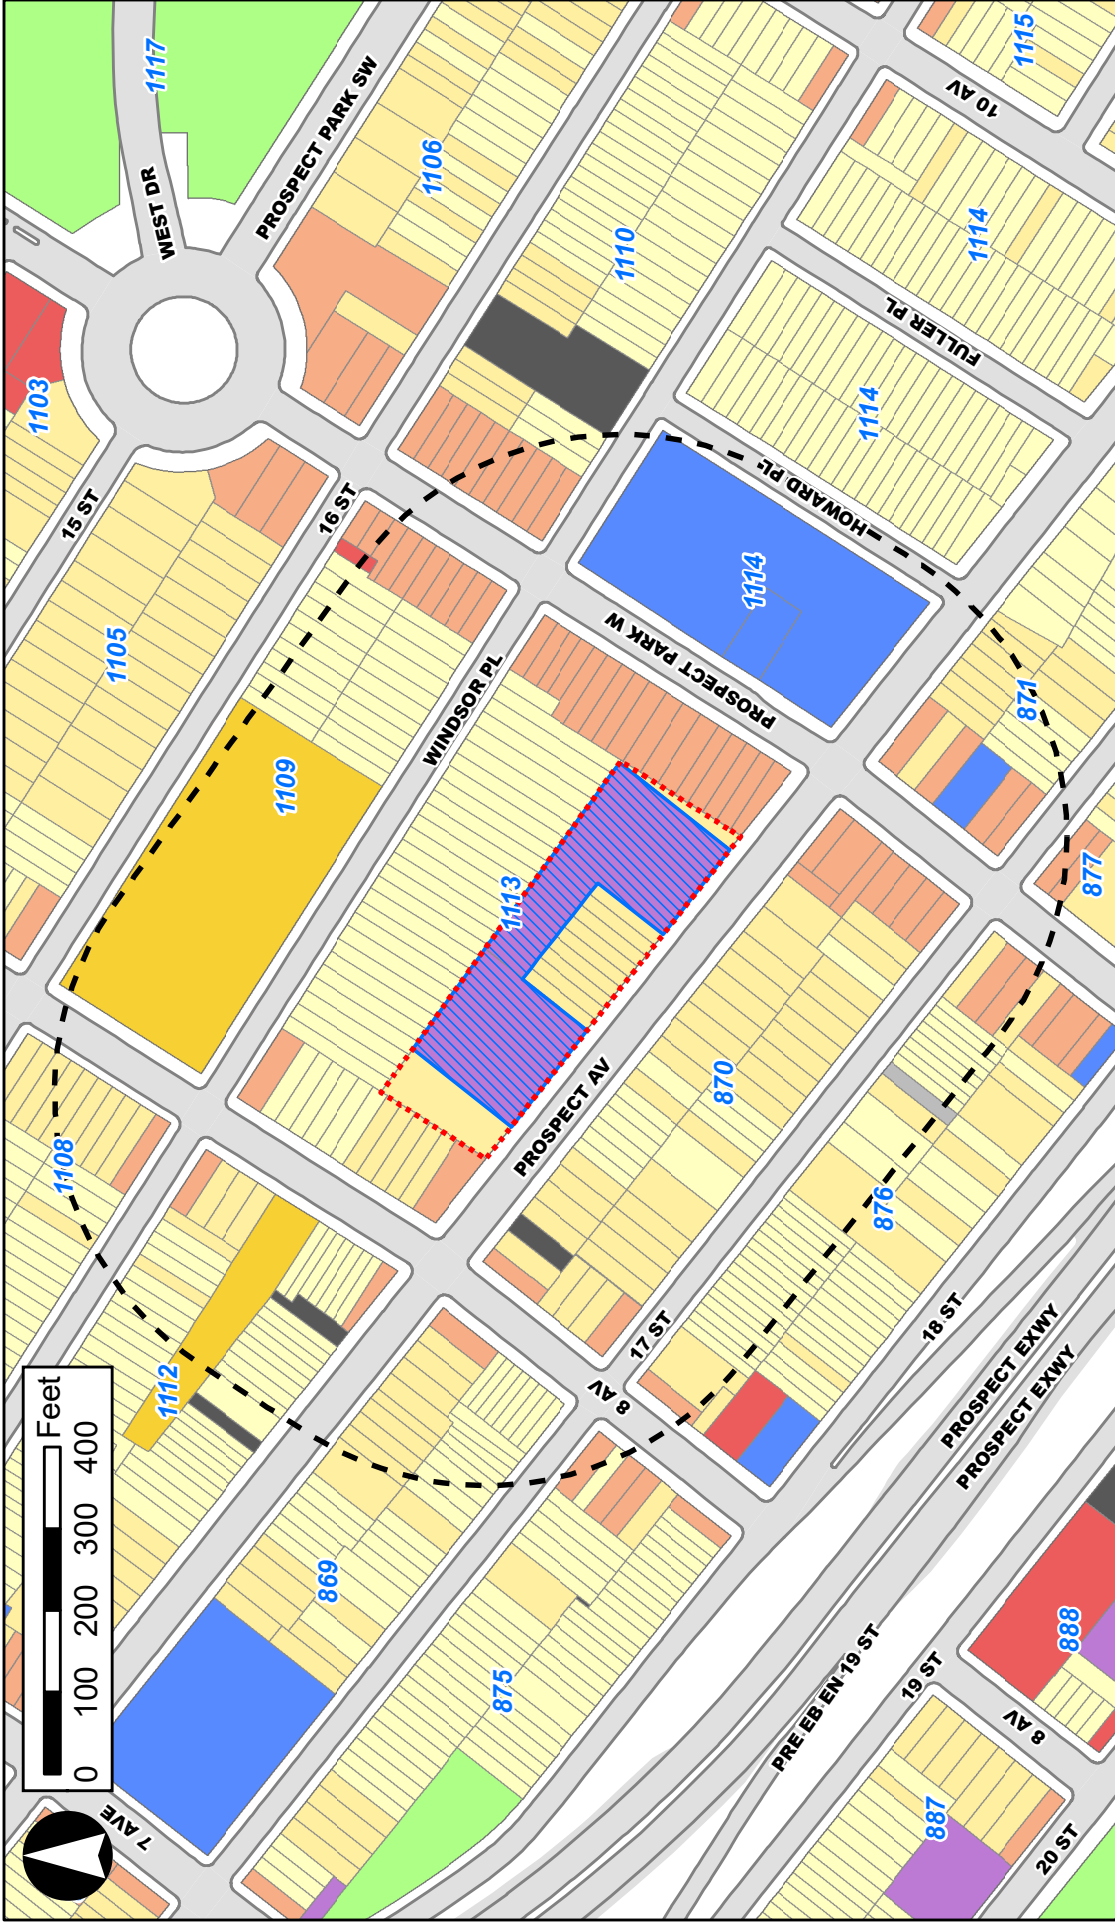 1117
WEST DR
PROSPECT PARK SW
1106
1115
10 AV
1110
1114
FULLER PL
1103
15 ST
16 ST
1114
HOWARD PL
1114
PROSPECT PARK W
1105
WINDSOR PL
1109
871
877
1113
PROSPECT AV
870
876
1108
1112
17 ST
8 AV
18 ST
PROSPECT EXWY
PROSPECT EXWY
869
875
PRE EB EN 19 ST
19 ST
888
8 AV
887
20 ST
7 AVE
0 100 200 300 400
Feet